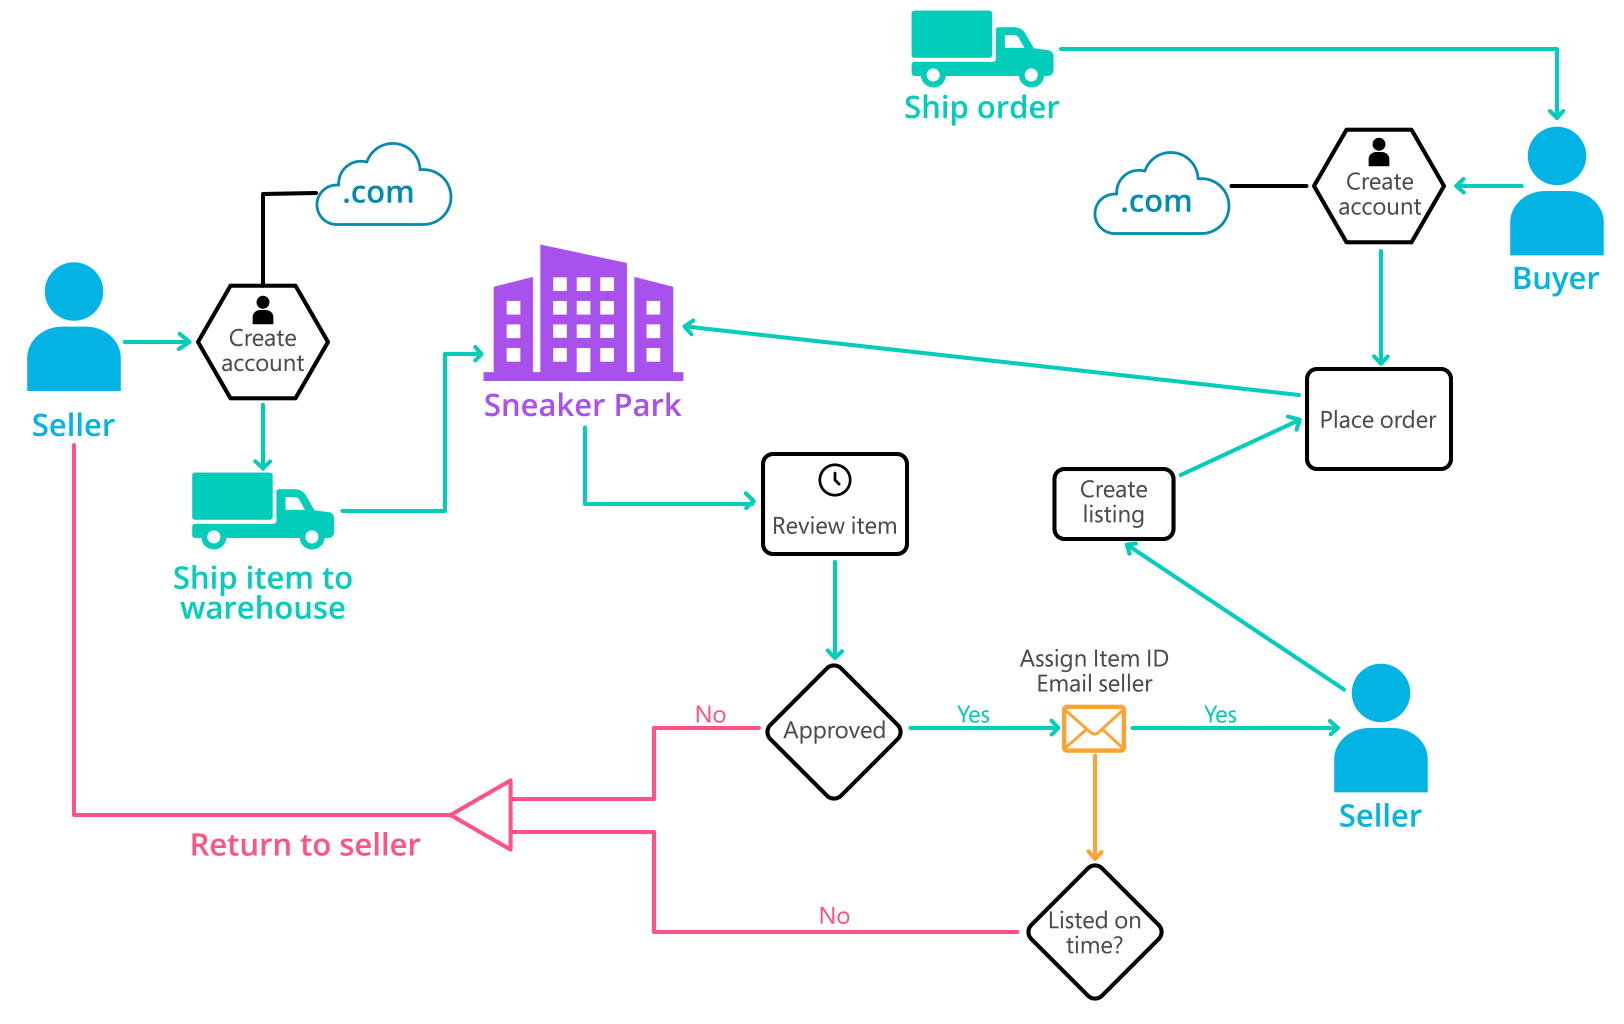 Ship order
.com
Create
account
Buyer
.com
Create
account
Seller
Sneaker Park
Place order
Create
listing
Review item
Ship item to
warehouse
Assign Item ID
Email seller
No
Approved
Yes
Yes
Seller
Return to seller
No
Listed on
time?